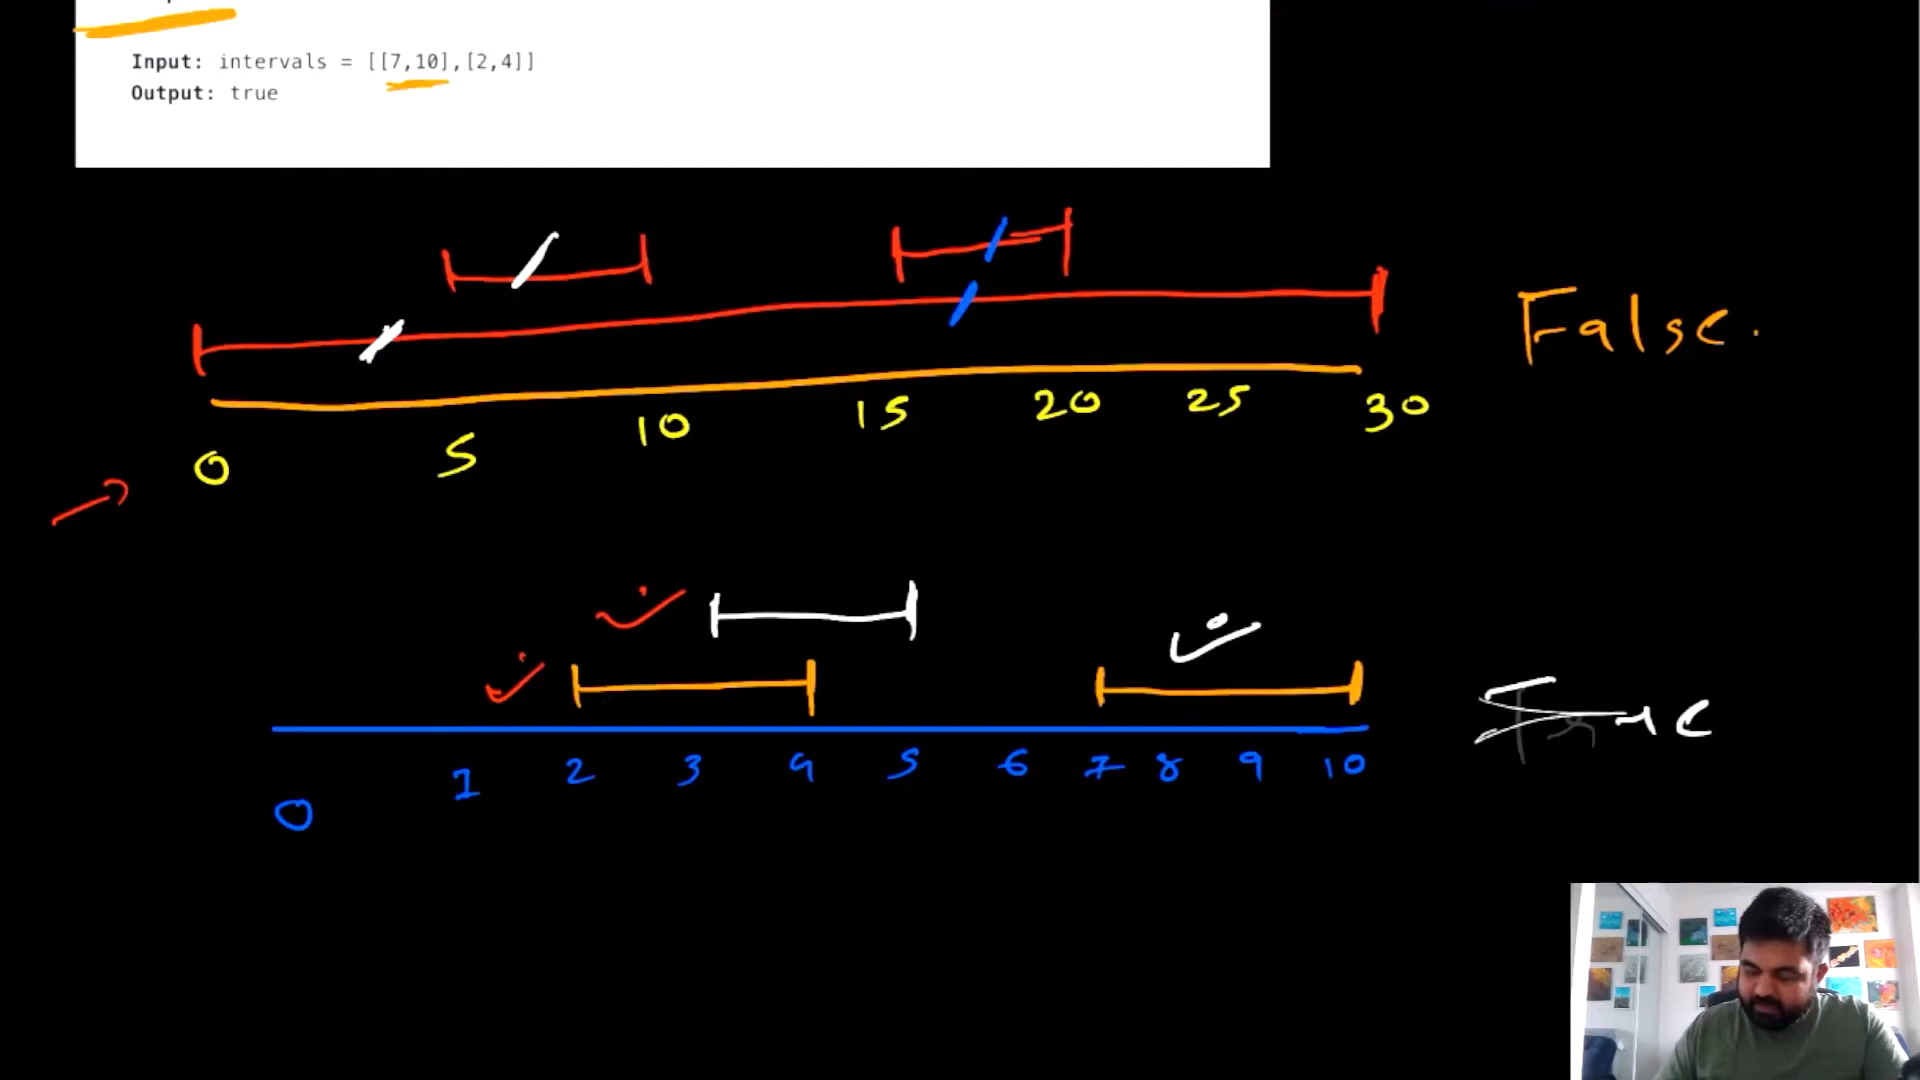 Input: intervals = [[7,10],[2,4]]
Output: true
False.
0 5 10 15 20 25 30
0 1 2 3 4 5 6 7 8 9 10